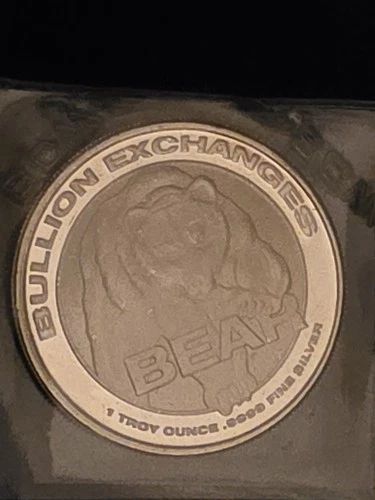 BULLION EXCHANGES
BEAR
1 TROY OUNCE .9999 FINE SILVER